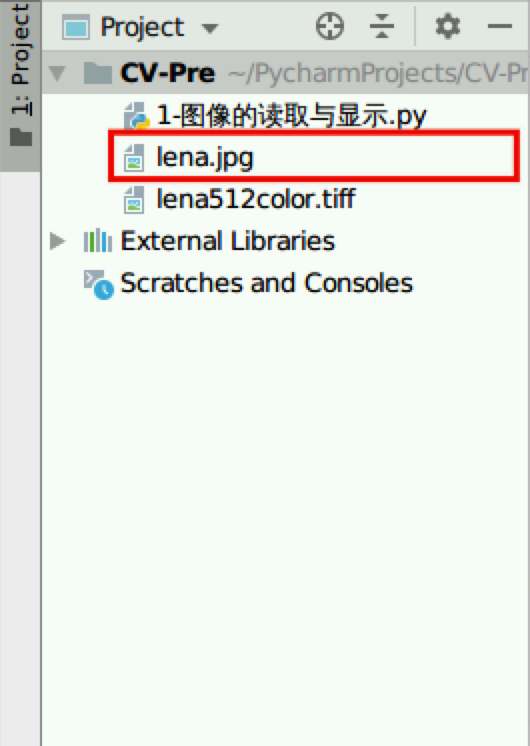 1: Project
Project
CV-Pre ~/PycharmProjects/CV-Pr
1-图像的读取与显示.py
lena.jpg
lena512color.tiff
External Libraries
Scratches and Consoles